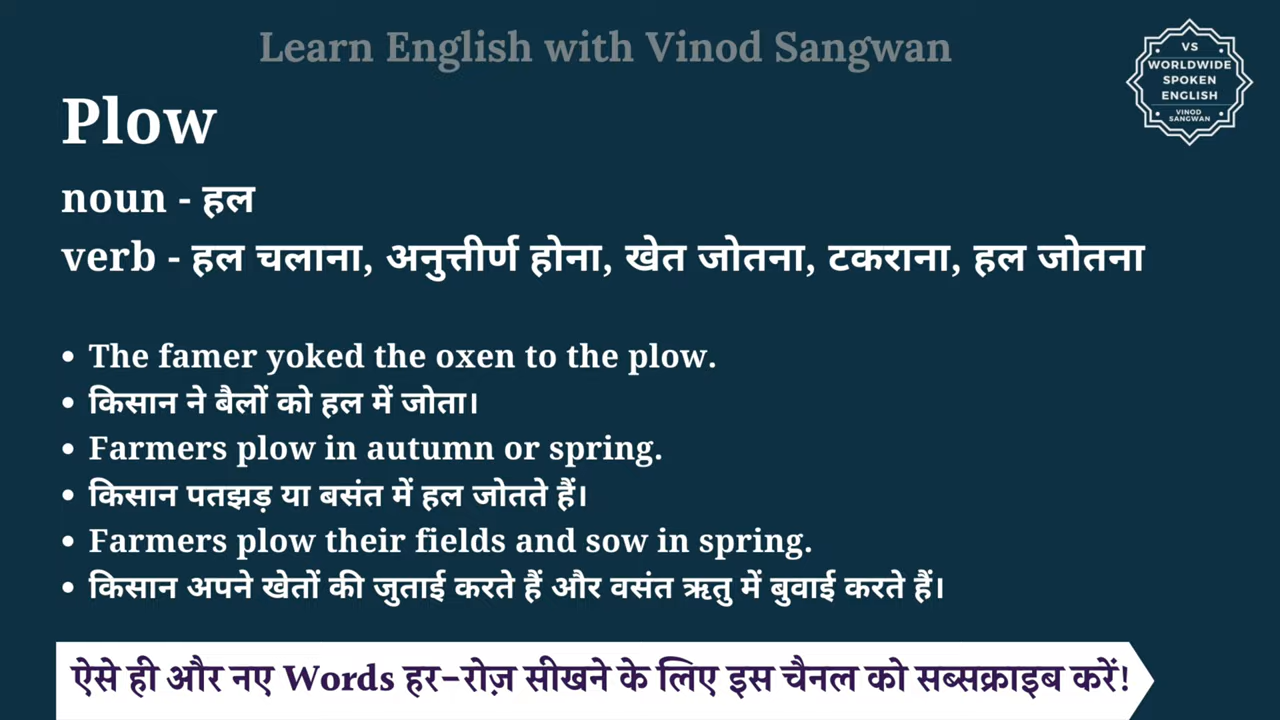 Learn English with Vinod Sangwan
VS
WORLDWIDE
SPOKEN
ENGLISH
VINOD
SANGWAN
Plow
noun - हल
verb - हल चलाना, अनुत्तीर्ण होना, खेत जोतना, टकराना, हल जोतना
• The famer yoked the oxen to the plow.
• किसान ने बैलों को हल में जोता।
• Farmers plow in autumn or spring.
• किसान पतझड़ या बसंत में हल जोतते हैं।
• Farmers plow their fields and sow in spring.
• किसान अपने खेतों की जुताई करते हैं और वसंत ऋतु में बुवाई करते हैं।
ऐसे ही और नए Words हर-रोज़ सीखने के लिए इस चैनल को सब्सक्राइब करें!